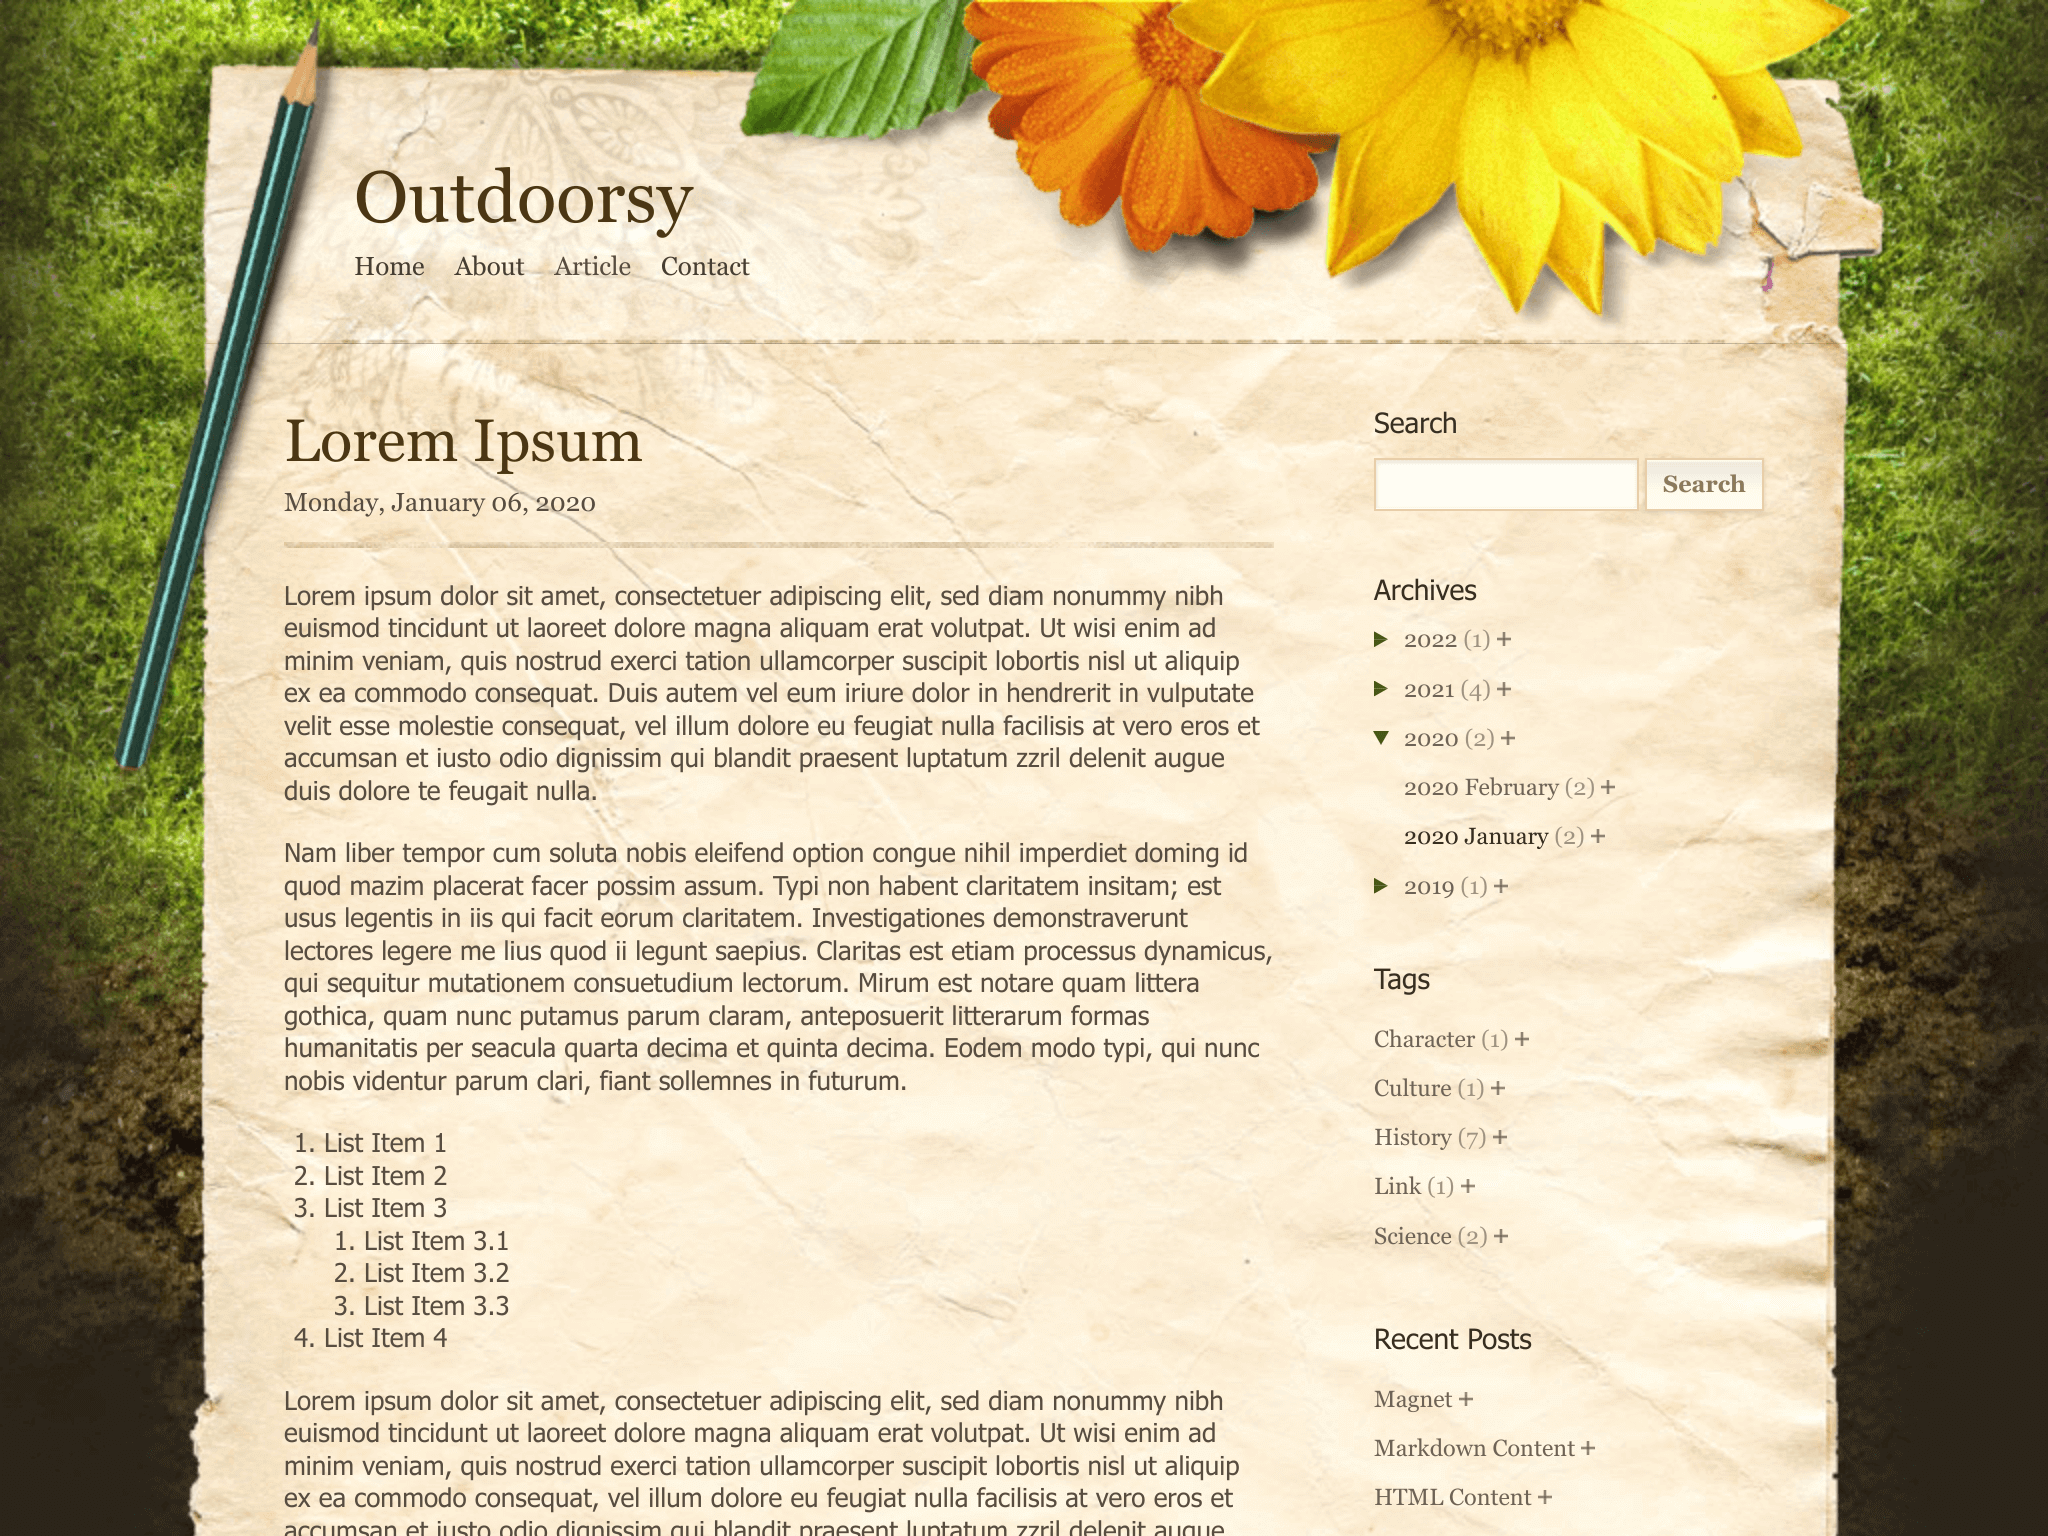 Outdoorsy
Home About Article Contact
Lorem Ipsum
Monday, January 06, 2020
Lorem ipsum dolor sit amet, consectetuer adipiscing elit, sed diam nonummy nibh
euismod tincidunt ut laoreet dolore magna aliquam erat volutpat. Ut wisi enim ad
minim veniam, quis nostrud exerci tation ullamcorper suscipit lobortis nisl ut aliquip
ex ea commodo consequat. Duis autem vel eum iriure dolor in hendrerit in vulputate
velit esse molestie consequat, vel illum dolore eu feugiat nulla facilisis at vero eros et
accumsan et iusto odio dignissim qui blandit praesent luptatum zzril delenit augue
duis dolore te feugait nulla.
Nam liber tempor cum soluta nobis eleifend option congue nihil imperdiet doming id
quod mazim placerat facer possim assum. Typi non habent claritatem insitam; est
usus legentis in iis qui facit eorum claritatem. Investigationes demonstraverunt
lectores legere me lius quod ii legunt saepius. Claritas est etiam processus dynamicus,
qui sequitur mutationem consuetudium lectorum. Mirum est notare quam littera
gothica, quam nunc putamus parum claram, anteposuerit litterarum formas
humanitatis per seacula quarta decima et quinta decima. Eodem modo typi, qui nunc
nobis videntur parum clari, fiant sollemnes in futurum.
1. List Item 1
2. List Item 2
3. List Item 3
1. List Item 3.1
2. List Item 3.2
3. List Item 3.3
4. List Item 4
Lorem ipsum dolor sit amet, consectetuer adipiscing elit, sed diam nonummy nibh
euismod tincidunt ut laoreet dolore magna aliquam erat volutpat. Ut wisi enim ad
minim veniam, quis nostrud exerci tation ullamcorper suscipit lobortis nisl ut aliquip
ex ea commodo consequat, vel illum dolore eu feugiat nulla facilisis at vero eros et
accumsan et iusto odio dignissim qui blandit praesent luptatum zzril delenit augue
Search
Search
Archives
2022 (1) +
2021 (4) +
2020 (2) +
2020 February (2) +
2020 January (2) +
2019 (1) +
Tags
Character (1) +
Culture (1) +
History (7) +
Link (1) +
Science (2) +
Recent Posts
Magnet +
Markdown Content +
HTML Content +